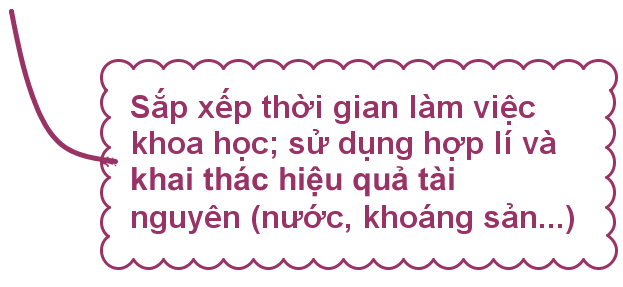 Sắp xếp thời gian làm việc
khoa học; sử dụng hợp lí và
khai thác hiệu quả tài
nguyên (nước, khoáng sản...)